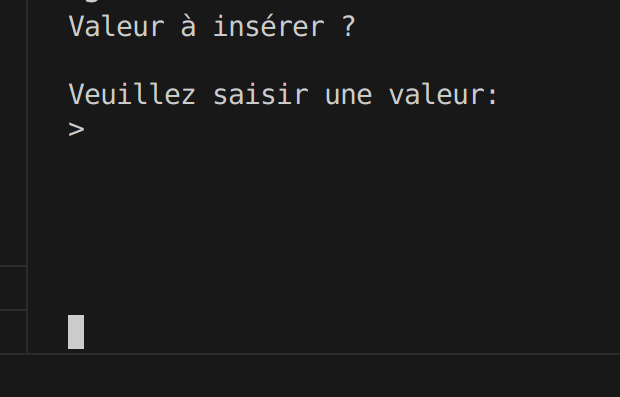 Valeur à insérer ?
Veuillez saisir une valeur:
>